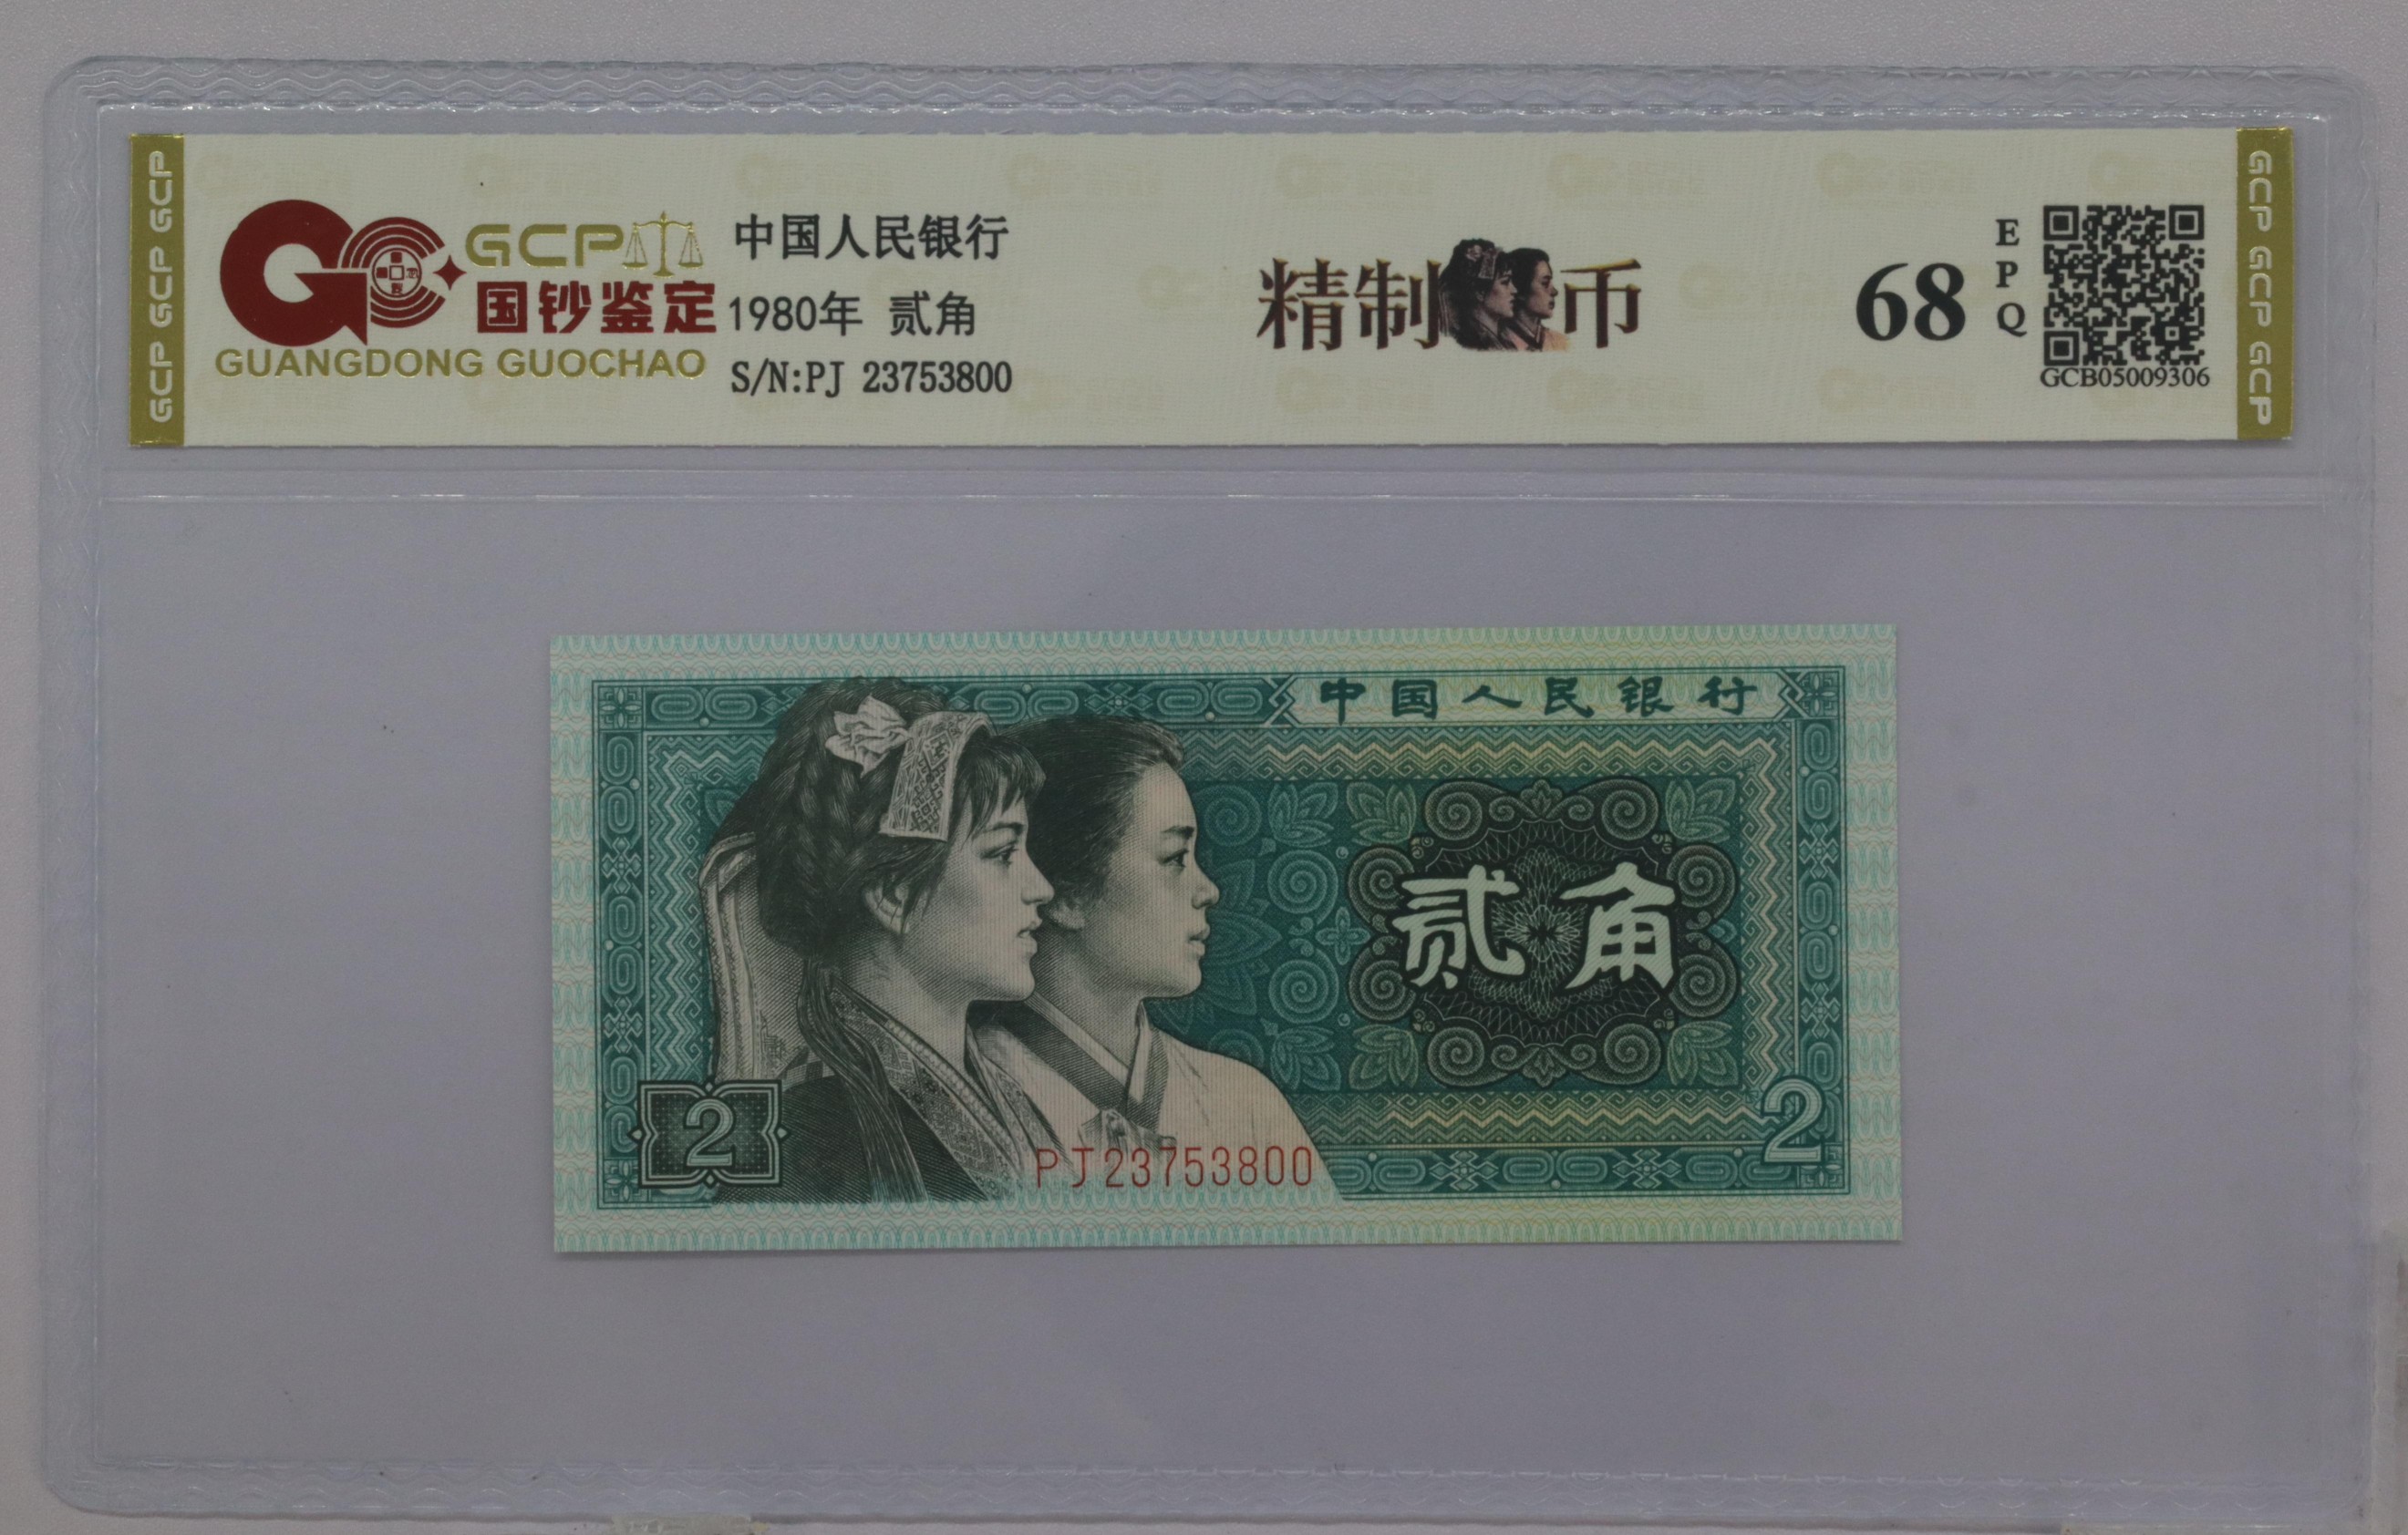 GCP GCP GCP
GCP
国钞鉴定
GUANGDONG GUOCHAO
中国人民银行
1980年 贰角
S/N:PJ 23753800
精制币
68
EPQ
GCB05009306
GCP GCP GCP
中国人民银行
贰角
2
PJ23753800
2